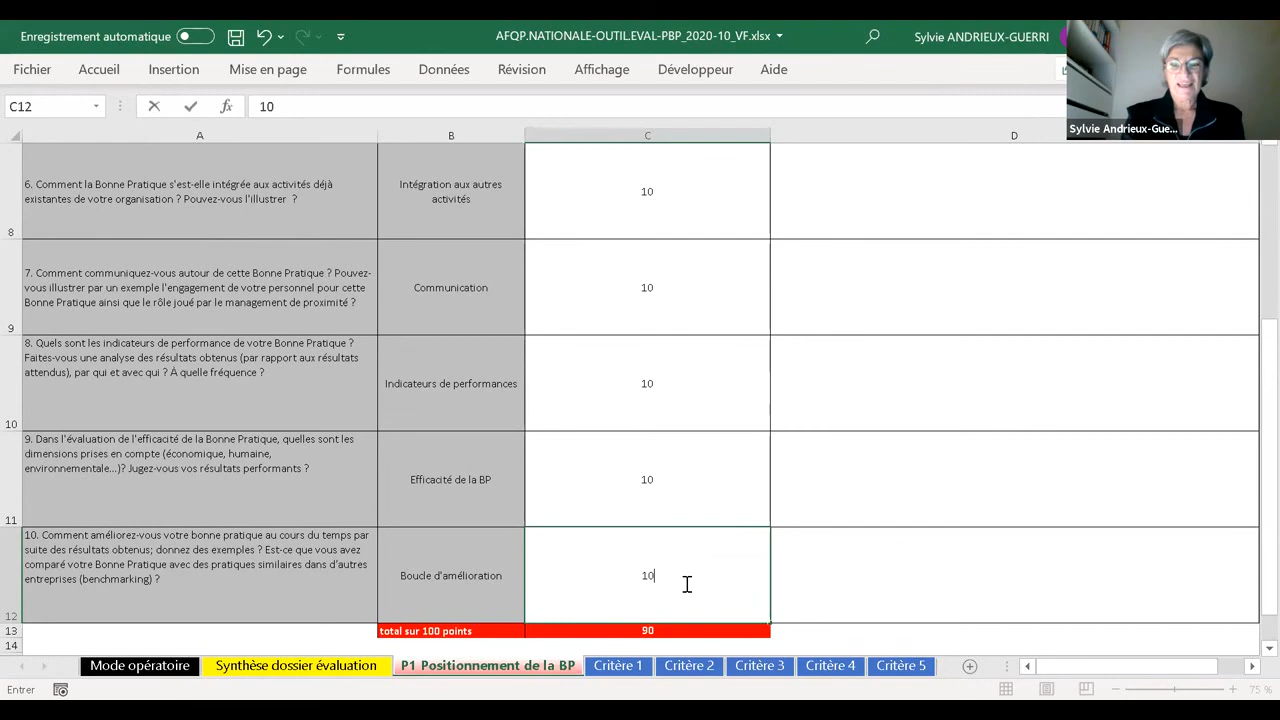 Enregistrement automatique
AFQP.NATIONALE-OUTIL.EVAL-PBP_2020-10_VF.xlsx
Sylvie ANDRIEUX-GUERRI
Fichier Accueil Insertion Mise en page Formules Données Révision Affichage Développeur Aide
Sylvie Andrieux-Gue...
C12 fx 10
A B C D
6. Comment la Bonne Pratique s'est-elle intégrée aux activités déjà
existantes de votre organisation ? Pouvez-vous l'illustrer ?
Intégration aux autres
activités
10
8
7. Comment communiquez-vous autour de cette Bonne Pratique ? Pouvez-
vous illustrer par un exemple l'engagement de votre personnel pour cette
Bonne Pratique ainsi que le rôle joué par le management de proximité ?
Communication
10
9
8. Quels sont les indicateurs de performance de votre Bonne Pratique ?
Faites-vous une analyse des résultats obtenus (par rapport aux résultats
attendus), par qui et avec qui ? À quelle fréquence ?
Indicateurs de performances
10
10
9. Dans l'évaluation de l'efficacité de la Bonne Pratique, quelles sont les
dimensions prises en compte (économique, humaine,
environnementale...)? Jugez-vous vos résultats performants ?
Efficacité de la BP
10
11
10. Comment améliorez-vous votre bonne pratique au cours du temps par
suite des résultats obtenus; donnez des exemples ? Est-ce que vous avez
comparé votre Bonne Pratique avec des pratiques similaires dans d'autres
entreprises (benchmarking) ?
Boucle d'amélioration
10
12
13 total sur 100 points 90
14
Mode opératoire Synthèse dossier évaluation P1 Positionnement de la BP Critère 1 Critère 2 Critère 3 Critère 4 Critère 5
Entrer
75 %